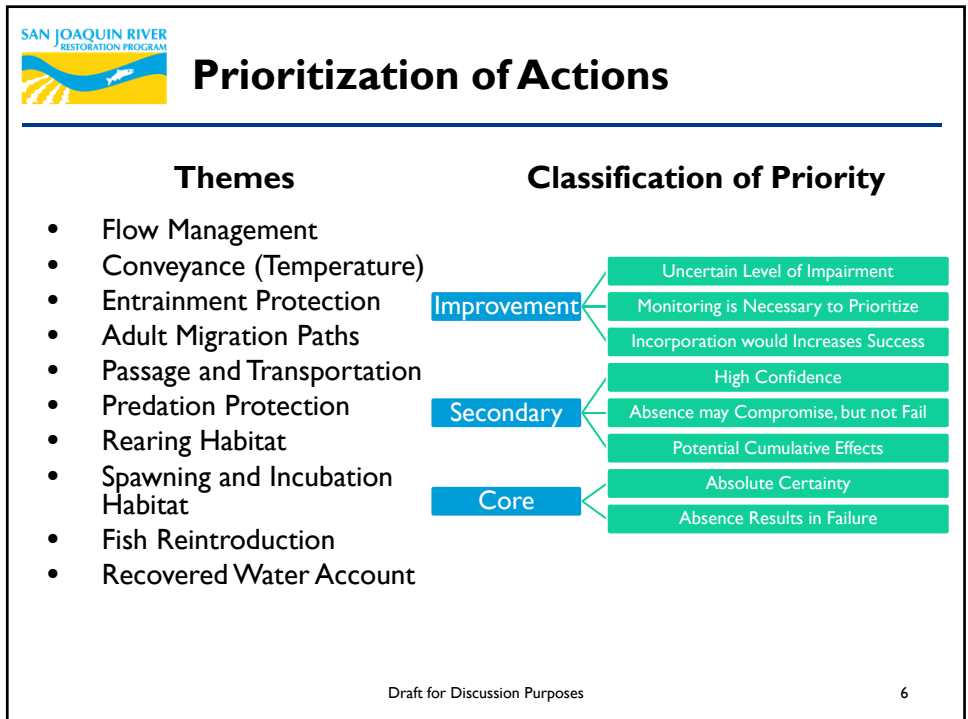 SAN JOAQUIN RIVER
RESTORATION PROGRAM
Prioritization of Actions
Themes
• Flow Management
• Conveyance (Temperature)
• Entrainment Protection
• Adult Migration Paths
• Passage and Transportation
• Predation Protection
• Rearing Habitat
• Spawning and Incubation
Habitat
• Fish Reintroduction
• Recovered Water Account
Classification of Priority
Improvement
Uncertain Level of Impairment
Monitoring is Necessary to Prioritize
Incorporation would Increases Success
Secondary
High Confidence
Absence may Compromise, but not Fail
Potential Cumulative Effects
Core
Absolute Certainty
Absence Results in Failure
Draft for Discussion Purposes
6